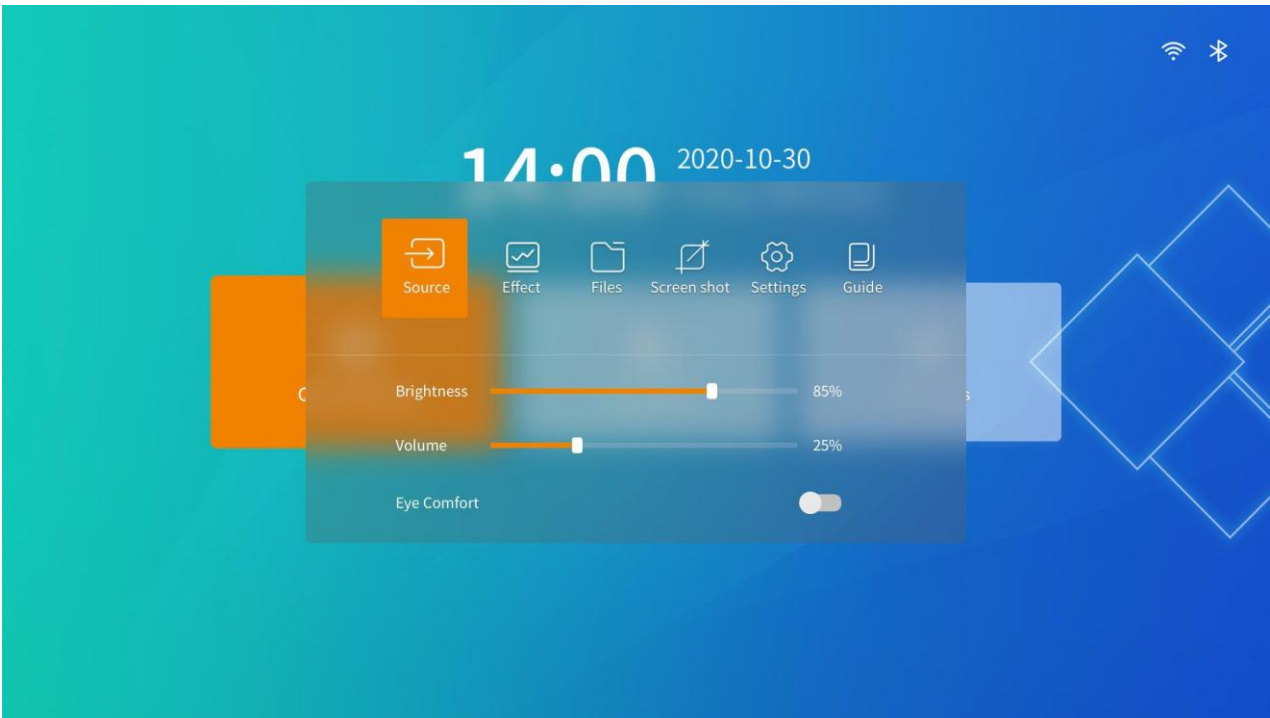 14:00 2020-10-30
Source Effect Files Screen shot Settings Guide
Brightness 85%
Volume 25%
Eye Comfort